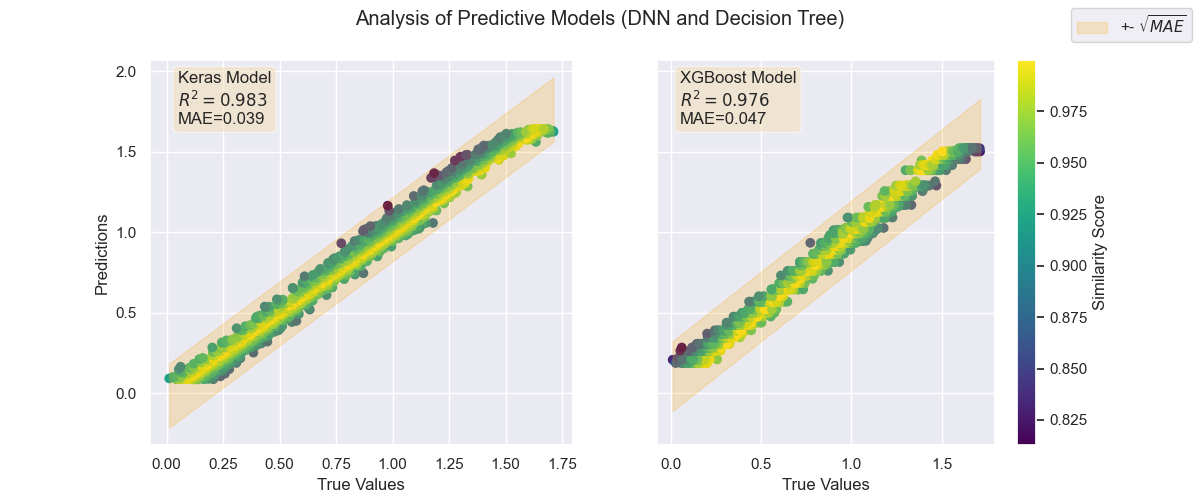 Analysis of Predictive Models (DNN and Decision Tree)
+- √MAE
Keras Model
R² = 0.983
MAE=0.039
XGBoost Model
R² = 0.976
MAE=0.047
Predictions
2.0
1.5
1.0
0.5
0.0
0.00 0.25 0.50 0.75 1.00 1.25 1.50 1.75
True Values
0.0 0.5 1.0 1.5
True Values
0.975
0.950
0.925
0.900
0.875
0.850
0.825
Similarity Score